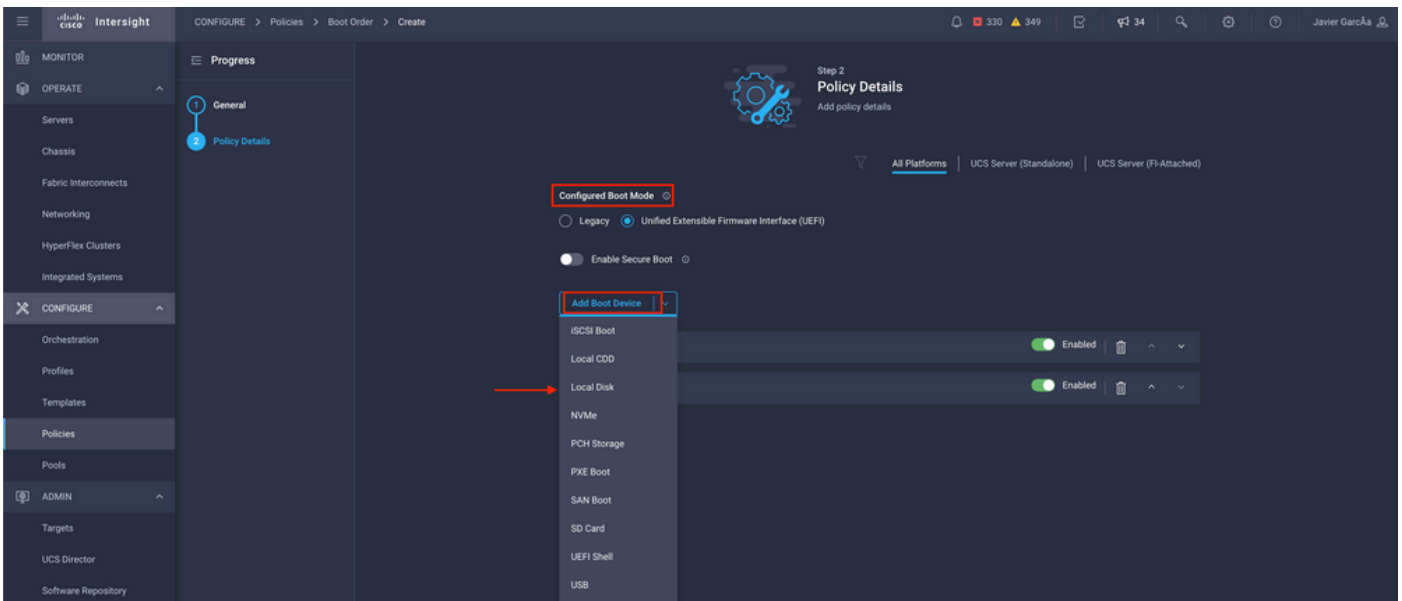 cisco Intersight
CONFIGURE > Policies > Boot Order > Create
330 349 34 Javier GarcÃa
MONITOR
OPERATE
Servers
Chassis
Fabric Interconnects
Networking
HyperFlex Clusters
Integrated Systems
CONFIGURE
Orchestration
Profiles
Templates
Policies
Pools
ADMIN
Targets
UCS Director
Software Repository
Progress
1 General
2 Policy Details
Step 2
Policy Details
Add policy details
All Platforms | UCS Server (Standalone) | UCS Server (FI-Attached)
Configured Boot Mode
Legacy Unified Extensible Firmware Interface (UEFI)
Enable Secure Boot
Add Boot Device
iSCSI Boot
Enabled
Local CDD
Local Disk
Enabled
NVMe
PCH Storage
PXE Boot
SAN Boot
SD Card
UEFI Shell
USB